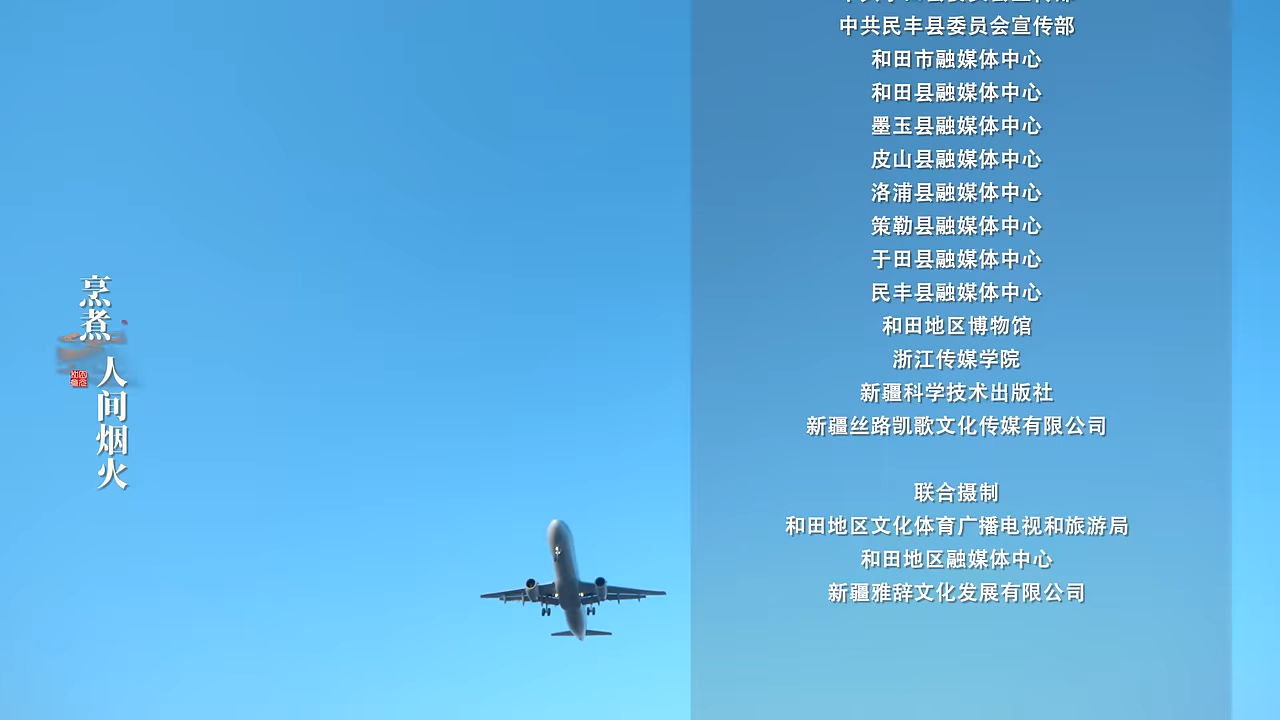 烹煮
人间烟火
中共民丰县委员会宣传部
和田市融媒体中心
和田县融媒体中心
墨玉县融媒体中心
皮山县融媒体中心
洛浦县融媒体中心
策勒县融媒体中心
于田县融媒体中心
民丰县融媒体中心
和田地区博物馆
浙江传媒学院
新疆科学技术出版社
新疆丝路凯歌文化传媒有限公司
联合摄制
和田地区文化体育广播电视和旅游局
和田地区融媒体中心
新疆雅辞文化发展有限公司